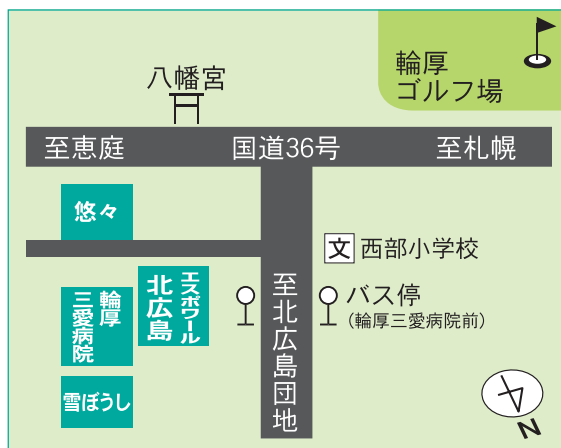 八幡宮
輪厚
ゴルフ場
至恵庭
国道36号
至札幌
悠々
文
西部小学校
エスポワール
北広島
輪厚
三愛病院
至北広島団地
バス停
(輪厚三愛病院前)
雪ぼうし
N